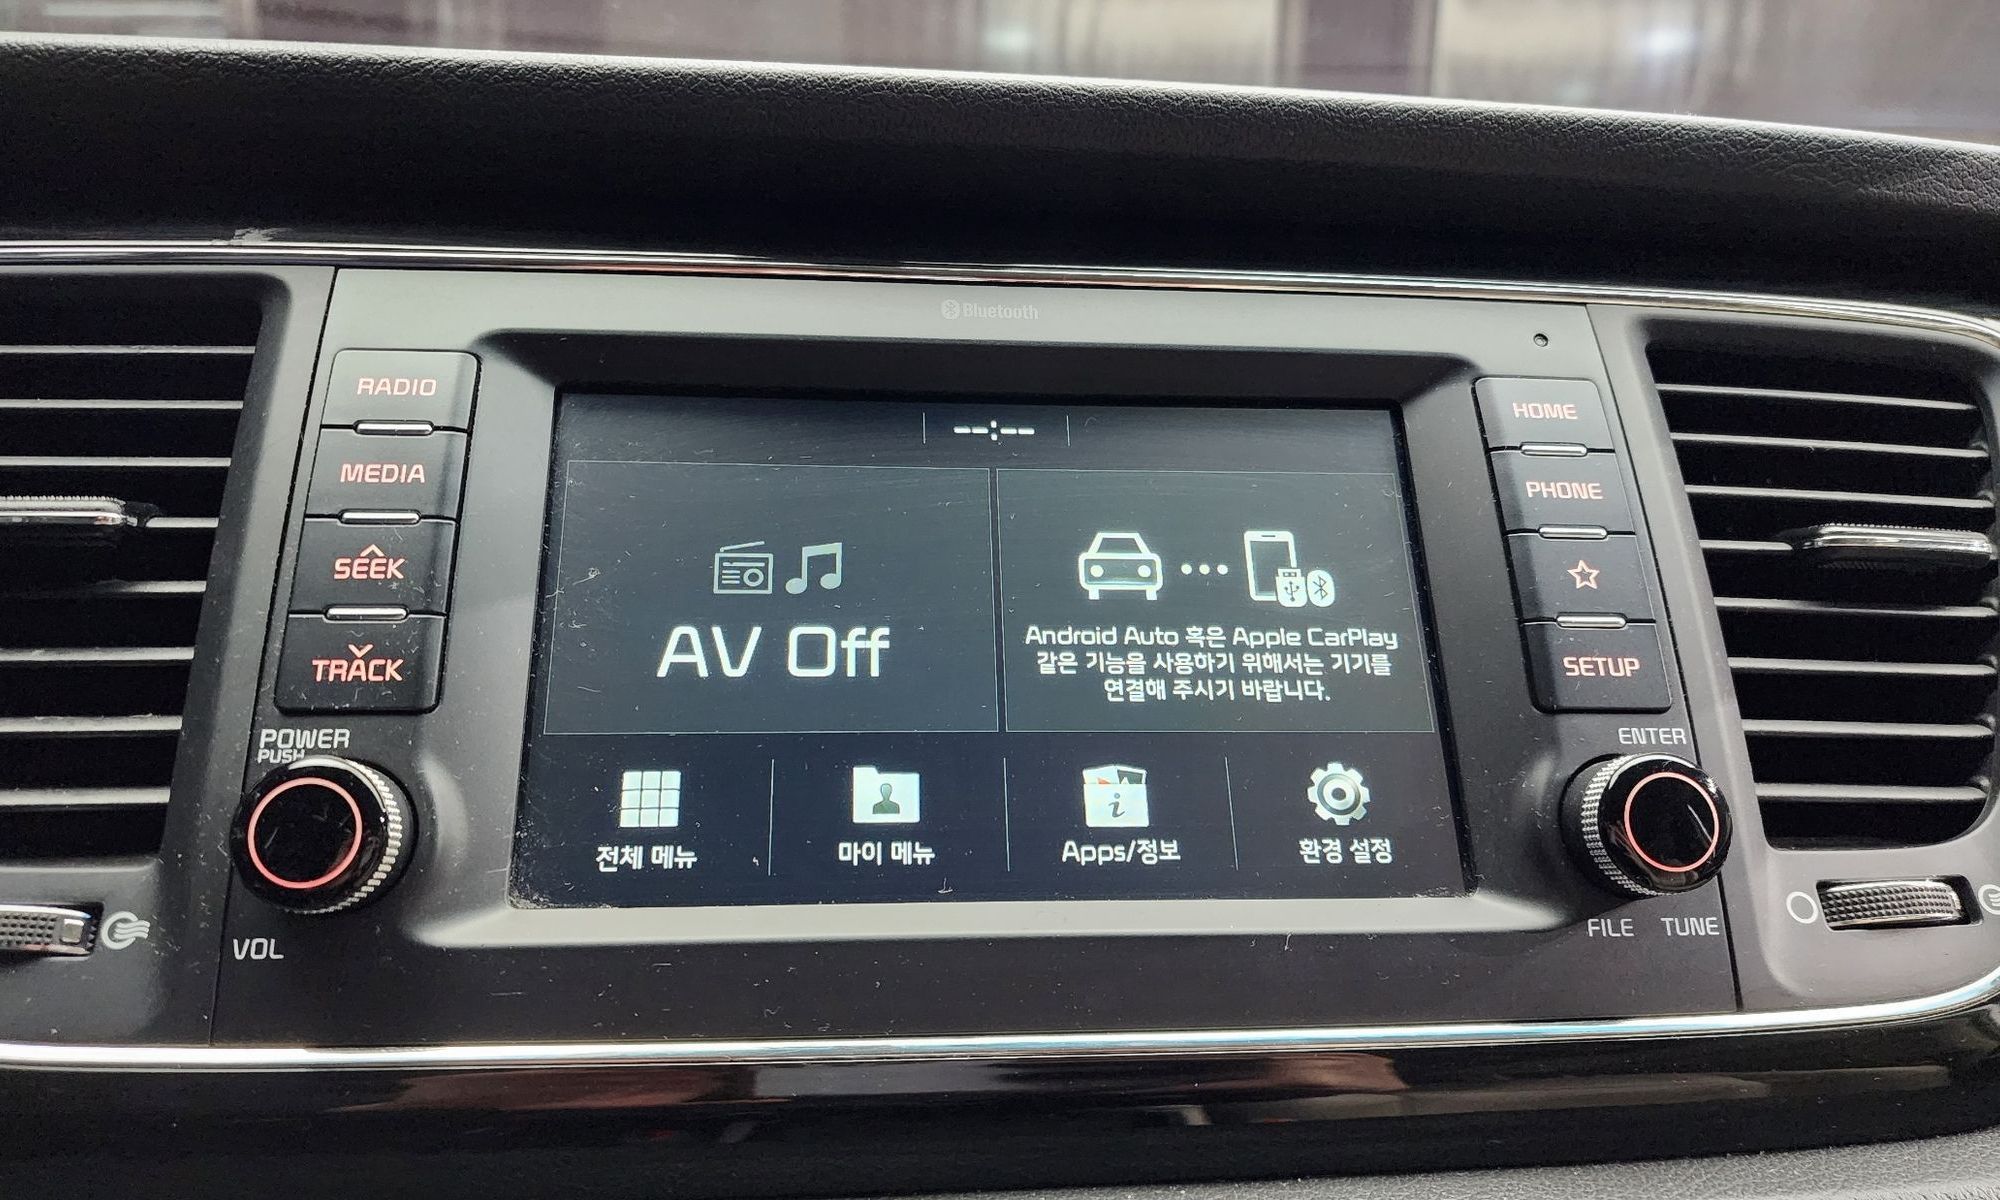 Bluetooth
RADIO
MEDIA
SEEK
TRACK
POWER
PUSH
VOL
--:--
AV Off
Android Auto 혹은 Apple CarPlay
같은 기능을 사용하기 위해서는 기기를
연결해 주시기 바랍니다.
전체 메뉴
마이 메뉴
Apps/정보
환경 설정
HOME
PHONE
SETUP
ENTER
FILE TUNE